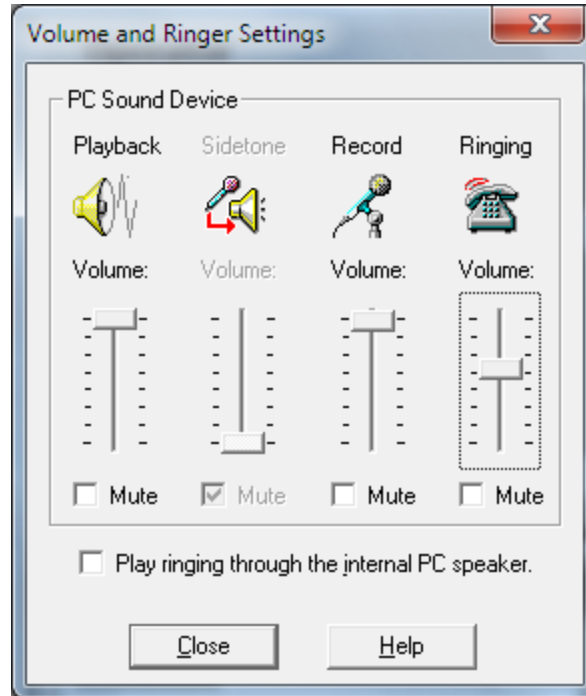 Volume and Ringer Settings
PC Sound Device
Playback Sidetone Record Ringing
Volume: Volume: Volume: Volume:
Mute Mute Mute Mute
Play ringing through the internal PC speaker.
Close Help